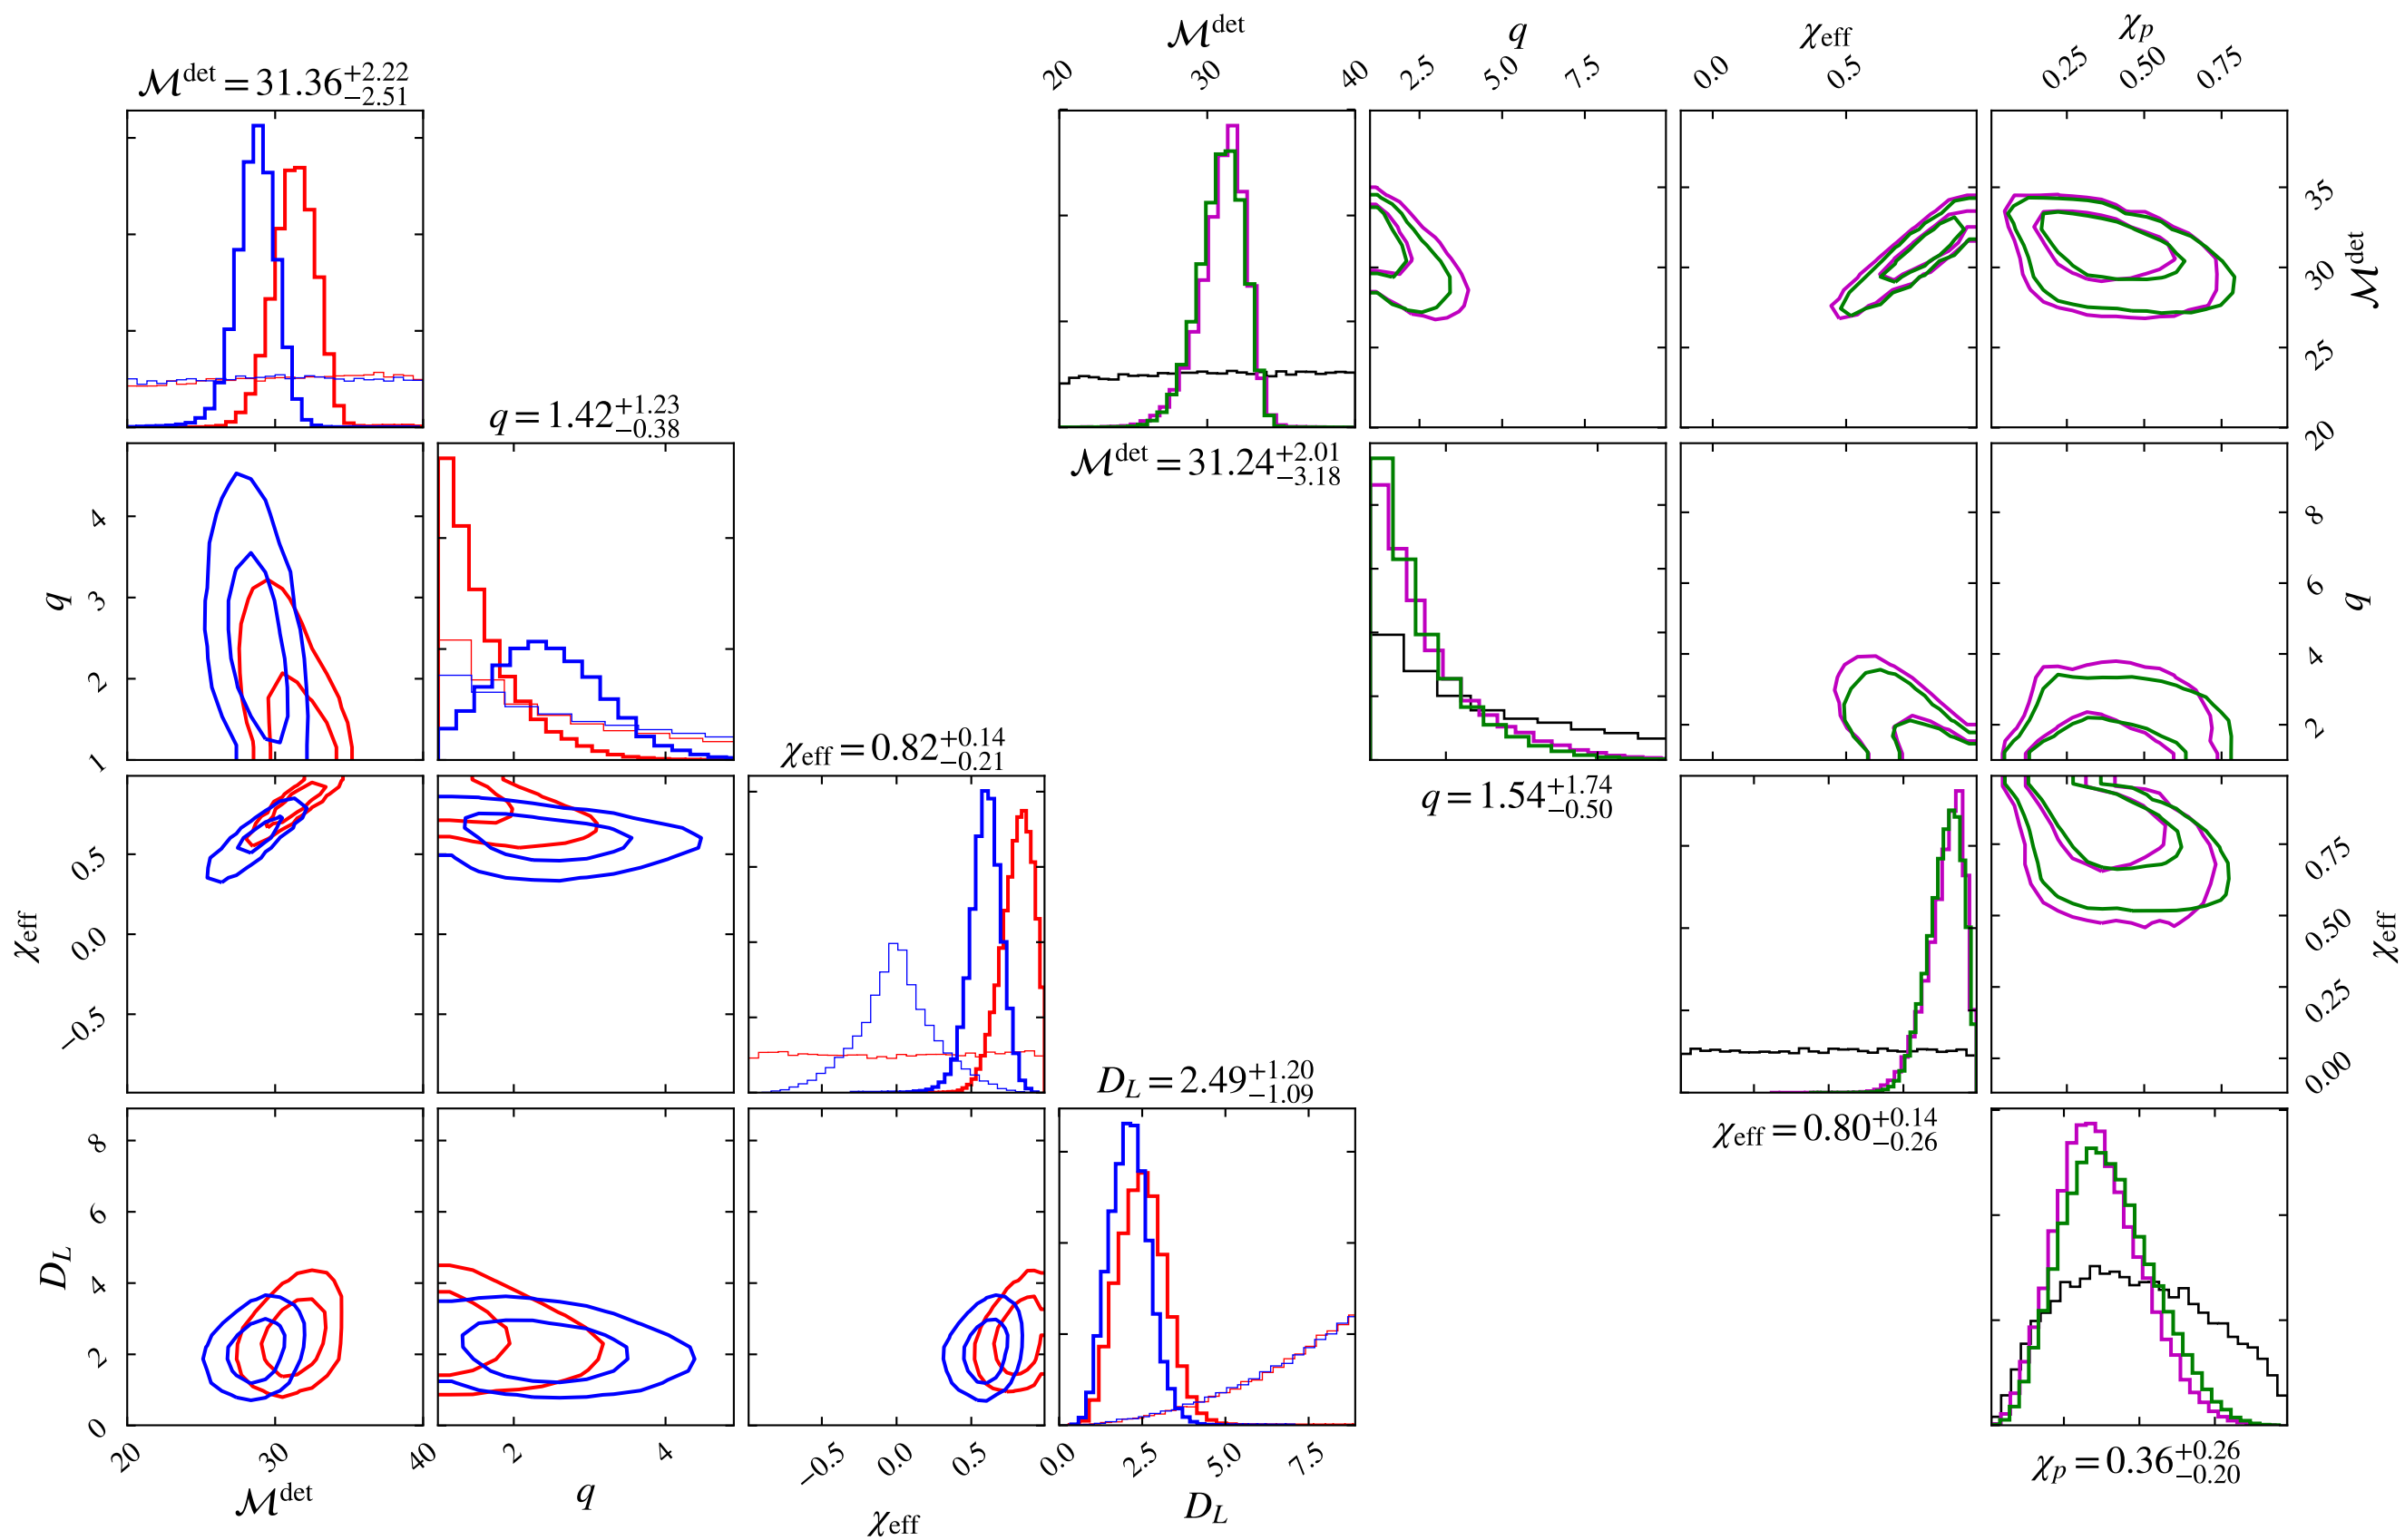 ℳ^det q χ_eff χ_p
20 30 40 2.5 5.0 7.5 0.0 0.5 0.25 0.50 0.75
ℳ^det = 31.36^{+2.22}_{−2.51}
35 30 25 20
ℳ^det
q = 1.42^{+1.23}_{−0.38}
ℳ^det = 31.24^{+2.01}_{−3.18}
q
4 3 2 1
8 6 4 2
q
χ_eff = 0.82^{+0.14}_{−0.21}
q = 1.54^{+1.74}_{−0.50}
χ_eff
0.5 0.0 −0.5
0.75 0.50 0.25 0.00
χ_eff
D_L = 2.49^{+1.20}_{−1.09}
χ_eff = 0.80^{+0.14}_{−0.26}
D_L
8 6 4 2 0
20 30 40 2 4 −0.5 0.0 0.5 0.0 2.5 5.0 7.5
χ_p = 0.36^{+0.26}_{−0.20}
ℳ^det q χ_eff D_L